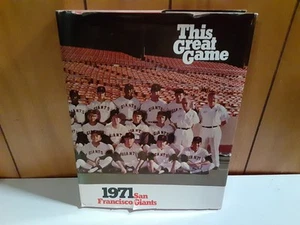 This
Great
Game
1971 San
Francisco Giants